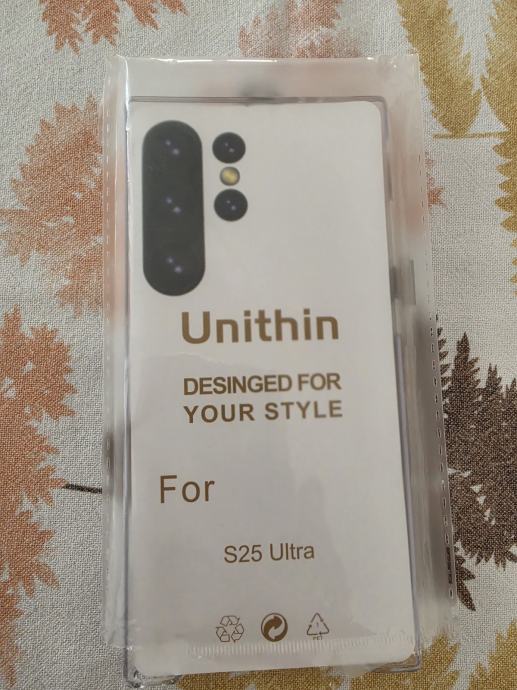 Unithin
DESINGED FOR
YOUR STYLE
For
S25 Ultra